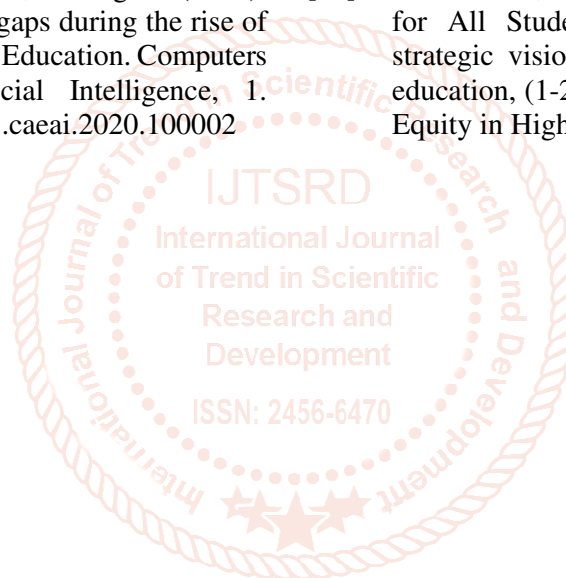 gaps during the rise of
Education. Computers
cial Intelligence, 1.
.caeai.2020.100002
for All Stude
strategic visio
education, (1-2
Equity in High
International Journal of Trend in Scientific Research and Development
IJTSRD
International Journal
of Trend in Scientific
Research and
Development
ISSN: 2456-6470